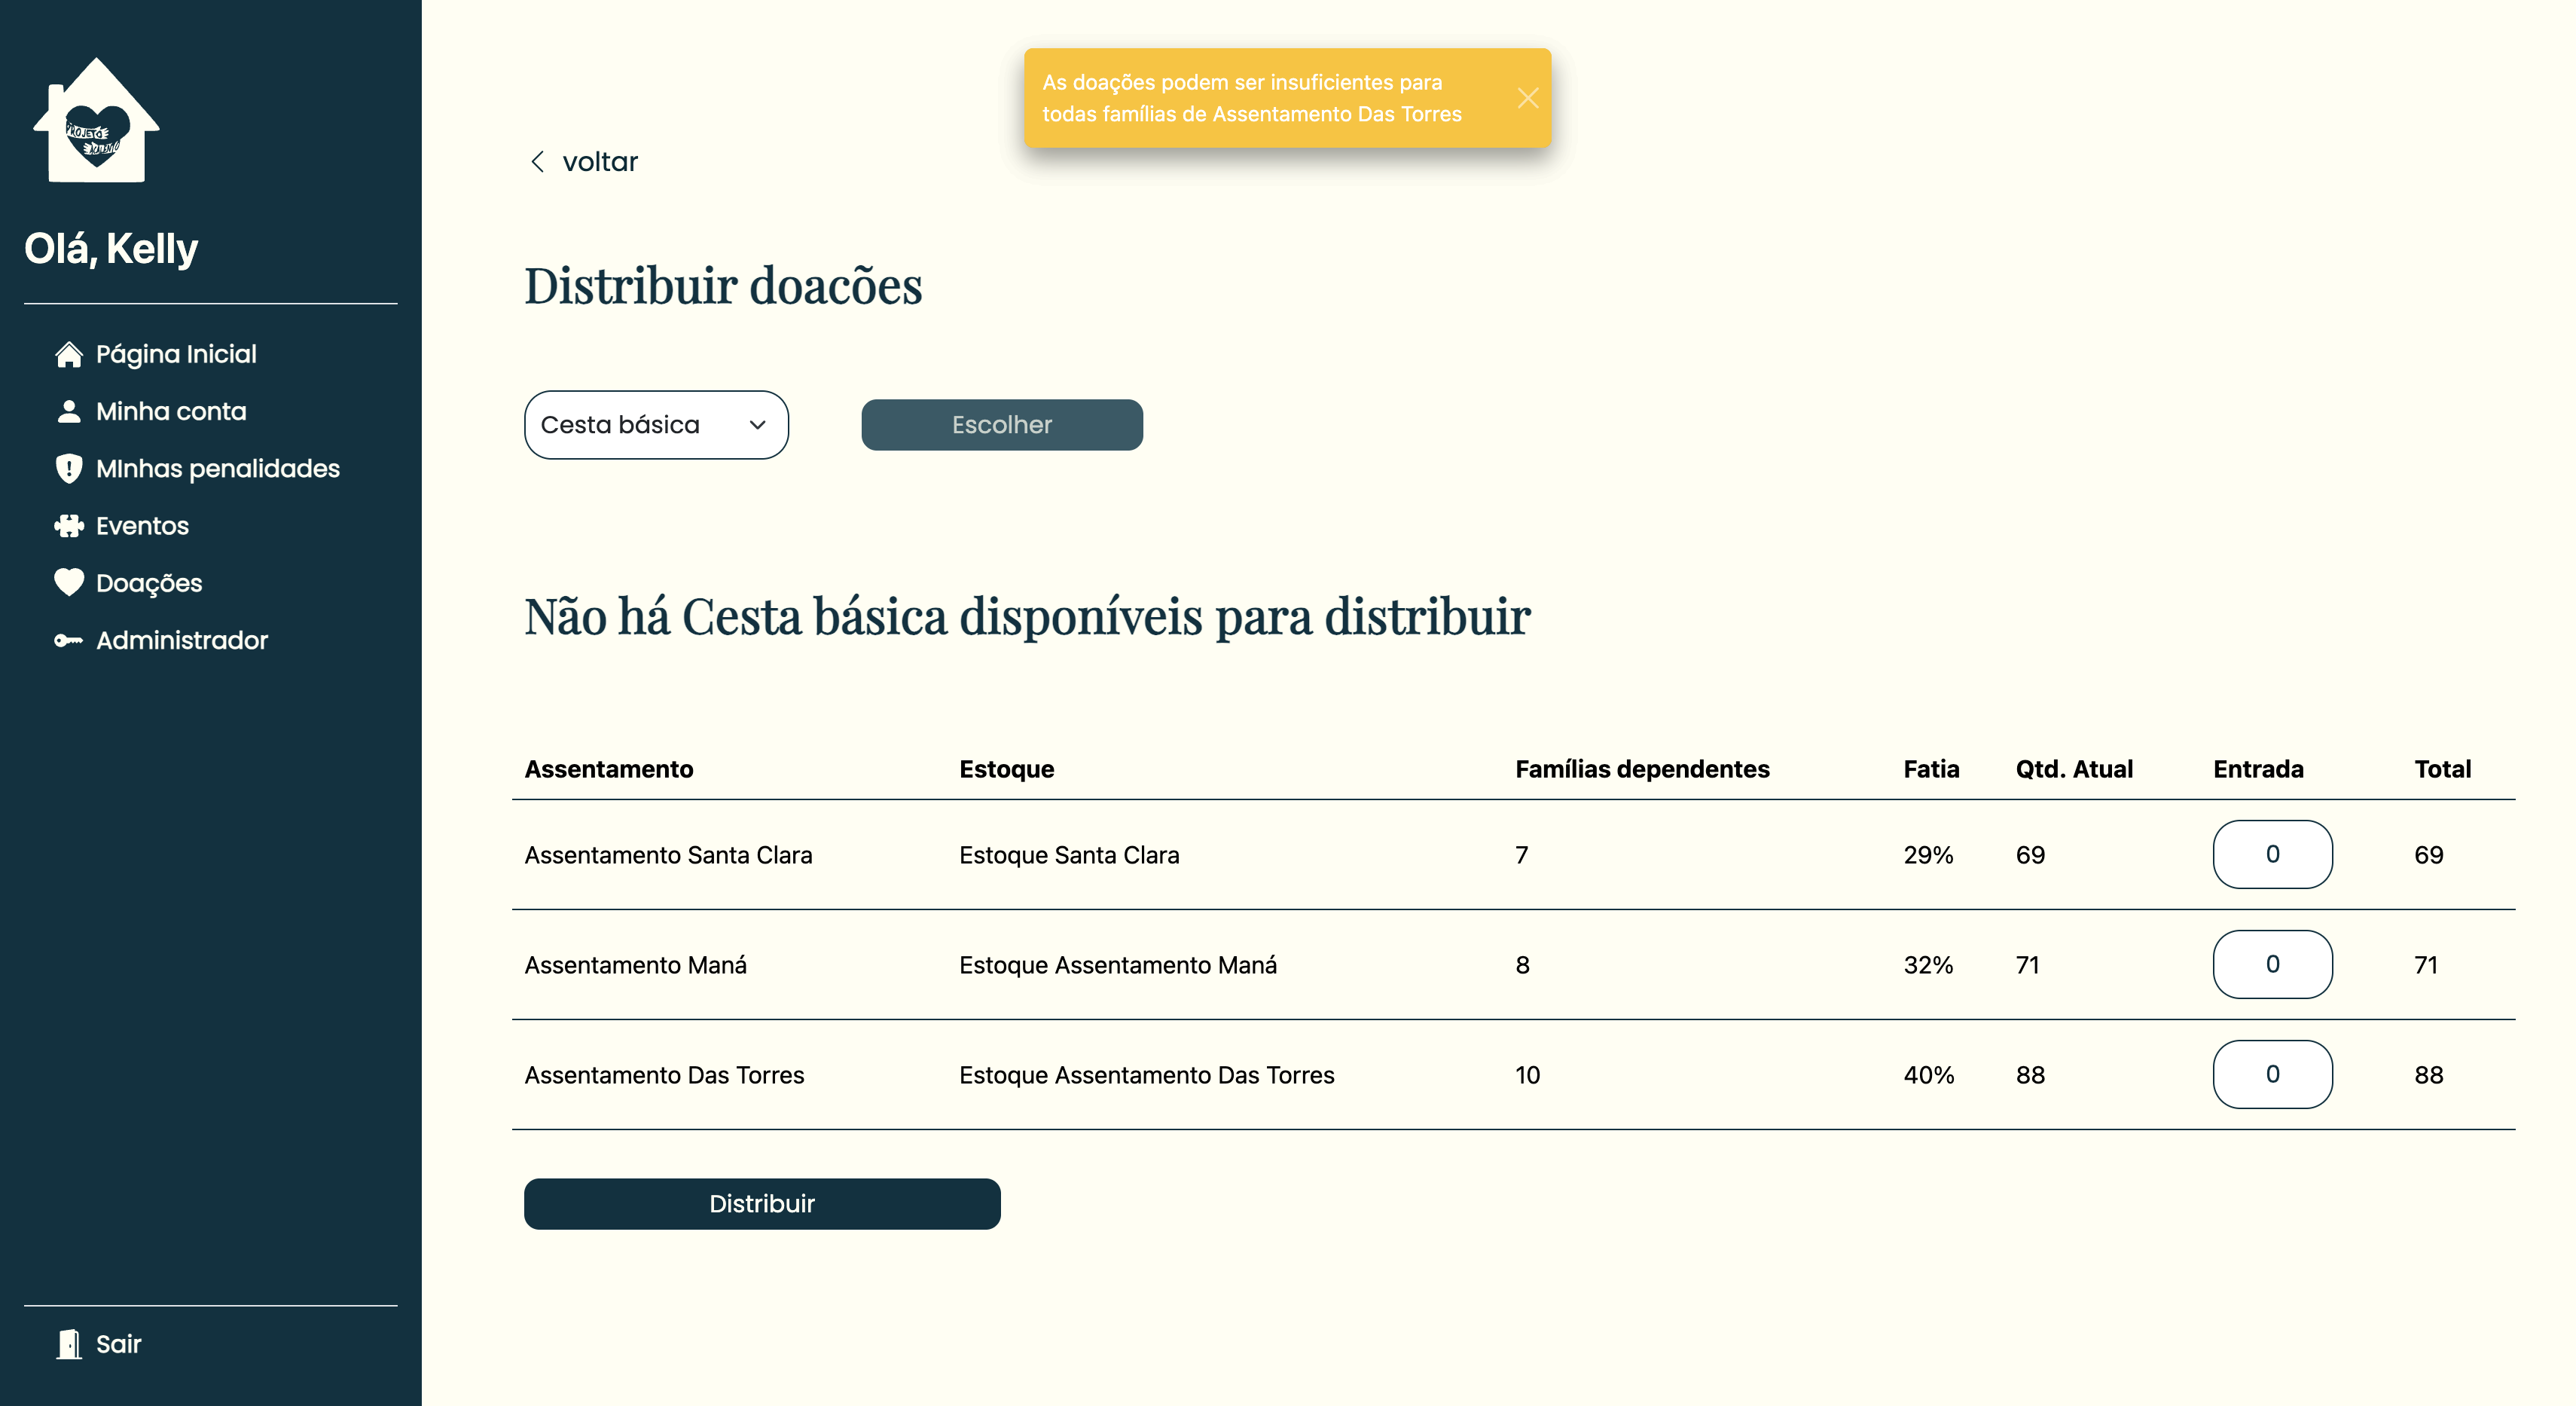 PROJETO
ACALENTO
Olá, Kelly
Página Inicial
Minha conta
MInhas penalidades
Eventos
Doações
Administrador
Sair
As doações podem ser insuficientes para
todas famílias de Assentamento Das Torres
voltar
Distribuir doacões
Cesta básica
Escolher
Não há Cesta básica disponíveis para distribuir
Assentamento Estoque Famílias dependentes Fatia Qtd. Atual Entrada Total
Assentamento Santa Clara Estoque Santa Clara 7 29% 69 0 69
Assentamento Maná Estoque Assentamento Maná 8 32% 71 0 71
Assentamento Das Torres Estoque Assentamento Das Torres 10 40% 88 0 88
Distribuir